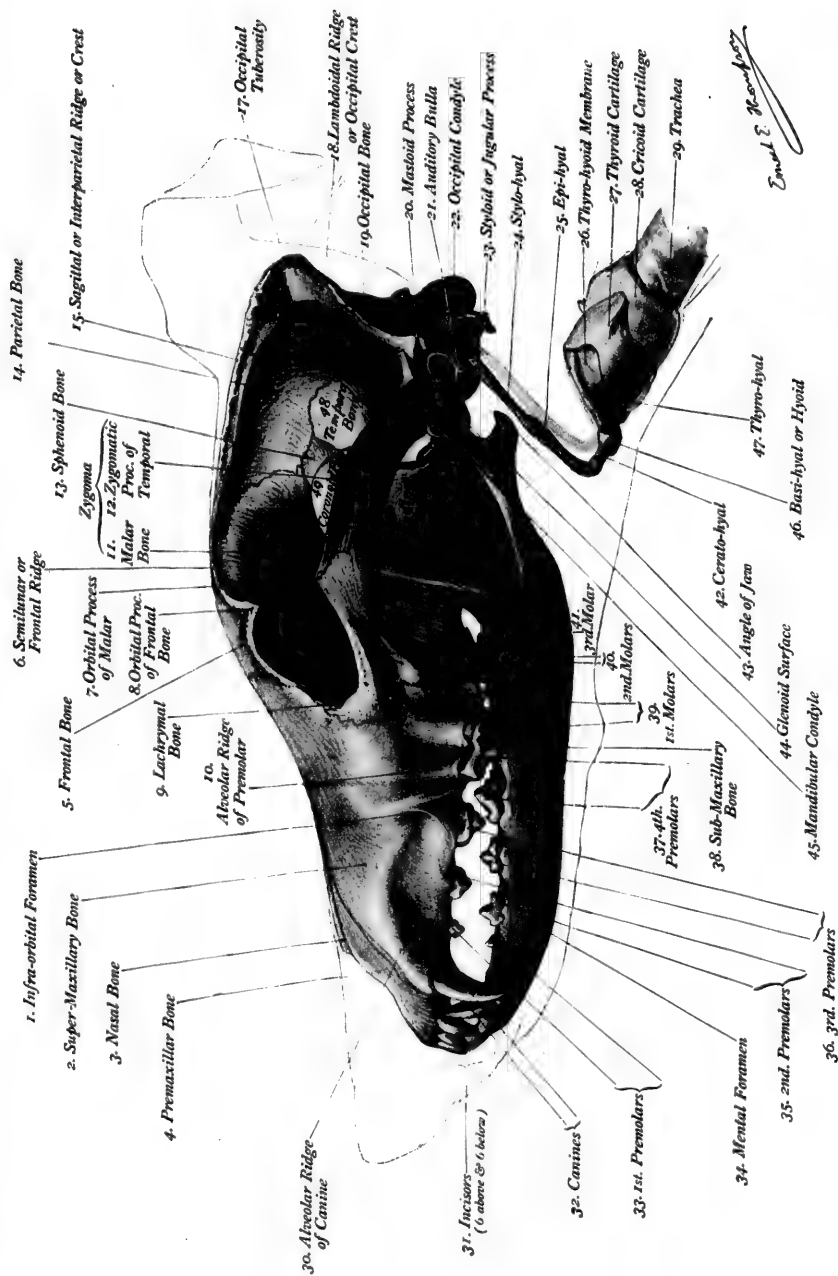 1. Infra-orbital Foramen
2. Super-Maxillary Bone
3. Nasal Bone
4. Premaxillar Bone
5. Frontal Bone
6. Semilunar or
Frontal Ridge
7. Orbital Process
of Malar
8. Orbital Proc.
of Frontal
Bone
9. Lachrymal
Bone
10.
Alveolar Ridge
of Premolar
Zygoma
11.
Malar
Bone
12. Zygomatic
Proc. of
Temporal
13. Sphenoid Bone
14. Parietal Bone
15. Sagittal or Interparietal Ridge or Crest
17. Occipital
Tuberosity
18. Lambdoidal Ridge
or Occipital Crest
19. Occipital Bone
20. Mastoid Process
21. Auditory Bulla
22. Occipital Condyle
23. Styloid or Jugular Process
24. Stylo-hyal
25. Epi-hyal
26. Thyro-hyoid Membrane
27. Thyroid Cartilage
28. Cricoid Cartilage
29. Trachea
48
Temporal
Bone
49
Coronoid
30. Alveolar Ridge
of Canine
31. Incisors
(6 above & 6 below)
32. Canines
33. 1st. Premolars
34. Mental Foramen
35. 2nd. Premolars
36. 3rd. Premolars
37. 4th.
Premolars
38. Sub-Maxillary
Bone
39.
1st. Molars
40.
2nd. Molars
41.
3rd. Molar
42. Cerato-hyal
43. Angle of Jaw
44. Glenoid Surface
45. Mandibular Condyle
46. Basi-hyal or Hyoid
47. Thyro-hyal
Ernest E. Thompson